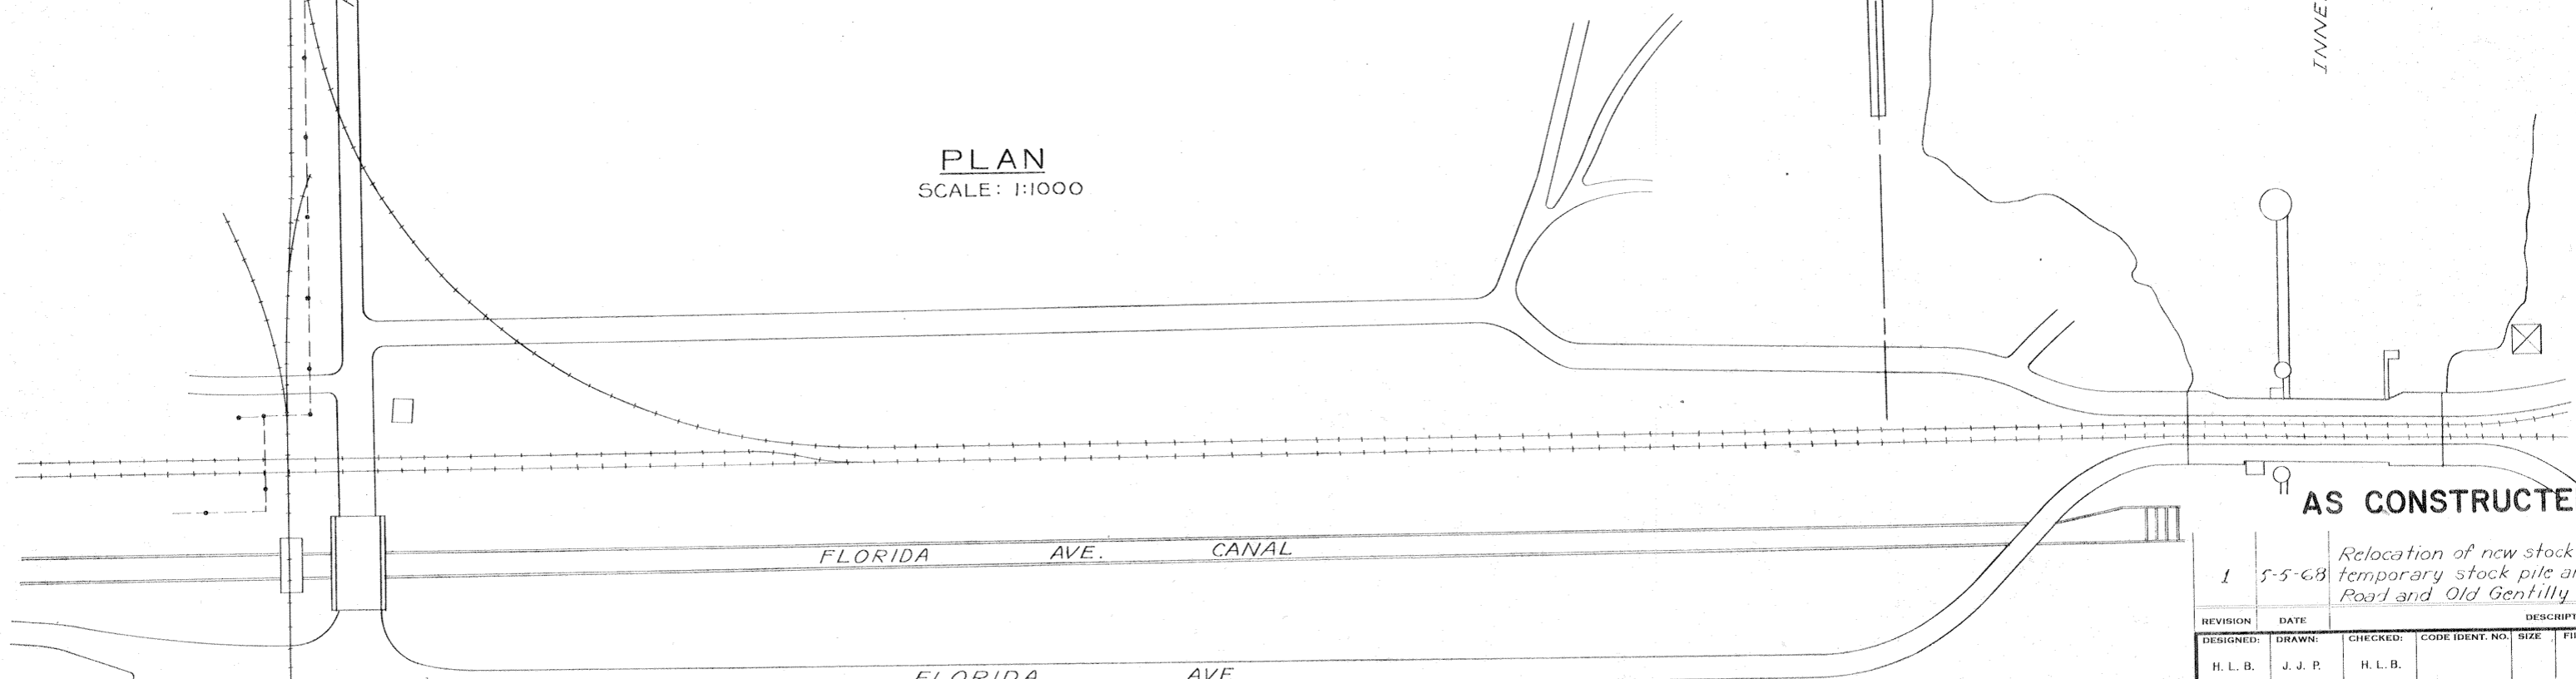 INNE
PLAN
SCALE: 1:1000
FLORIDA AVE. CANAL
FLORIDA AVE
AS CONSTRUCTE
1 5-5-68 Relocation of new stock
temporary stock pile
Road and Old Gentilly
REVISION DATE DESCRIPT
DESIGNED: DRAWN: CHECKED: CODE IDENT. NO. SIZE
H. L. B. J. J. P. H. L. B.